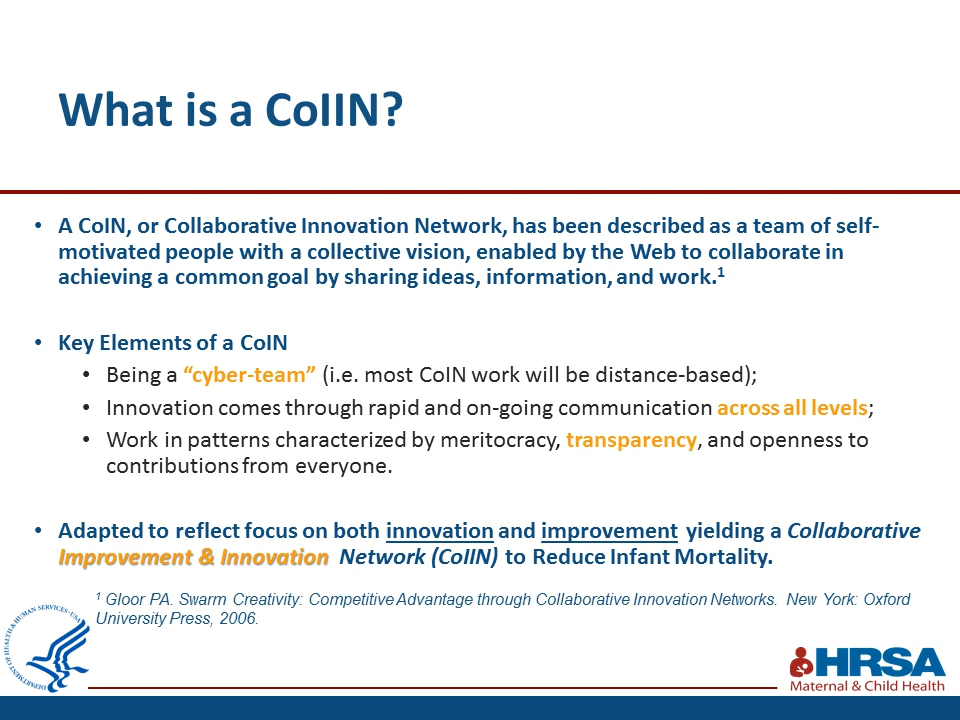 What is a CoIIN?
• A CoIN, or Collaborative Innovation Network, has been described as a team of self-
motivated people with a collective vision, enabled by the Web to collaborate in
achieving a common goal by sharing ideas, information, and work.1
• Key Elements of a CoIN
• Being a “cyber-team” (i.e. most CoIN work will be distance-based);
• Innovation comes through rapid and on-going communication across all levels;
• Work in patterns characterized by meritocracy, transparency, and openness to
contributions from everyone.
• Adapted to reflect focus on both innovation and improvement yielding a Collaborative
Improvement & Innovation Network (CoIIN) to Reduce Infant Mortality.
1 Gloor PA. Swarm Creativity: Competitive Advantage through Collaborative Innovation Networks. New York: Oxford
University Press, 2006.
DEPARTMENT OF HEALTH & HUMAN SERVICES · USA
HRSA
Maternal & Child Health